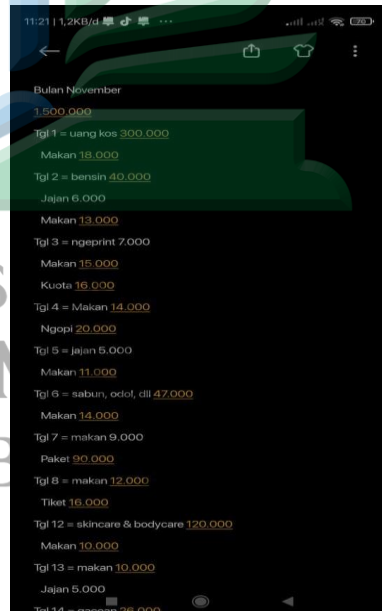 11:21 | 1,2KB/d
Bulan November
1.500.000
Tgl 1 = uang kos 300.000
Makan 18.000
Tgl 2 = bensin 40.000
Jajan 6.000
Makan 13.000
Tgl 3 = ngeprint 7.000
Makan 15.000
Kuota 16.000
Tgl 4 = Makan 14.000
Ngopi 20.000
Tgl 5 = jajan 5.000
Makan 11.000
Tgl 6 = sabun, odol, dll 47.000
Makan 14.000
Tgl 7 = makan 9.000
Paket 90.000
Tgl 8 = makan 12.000
Tiket 16.000
Tgl 12 = skincare & bodycare 120.000
Makan 10.000
Tgl 13 = makan 10.000
Jajan 5.000